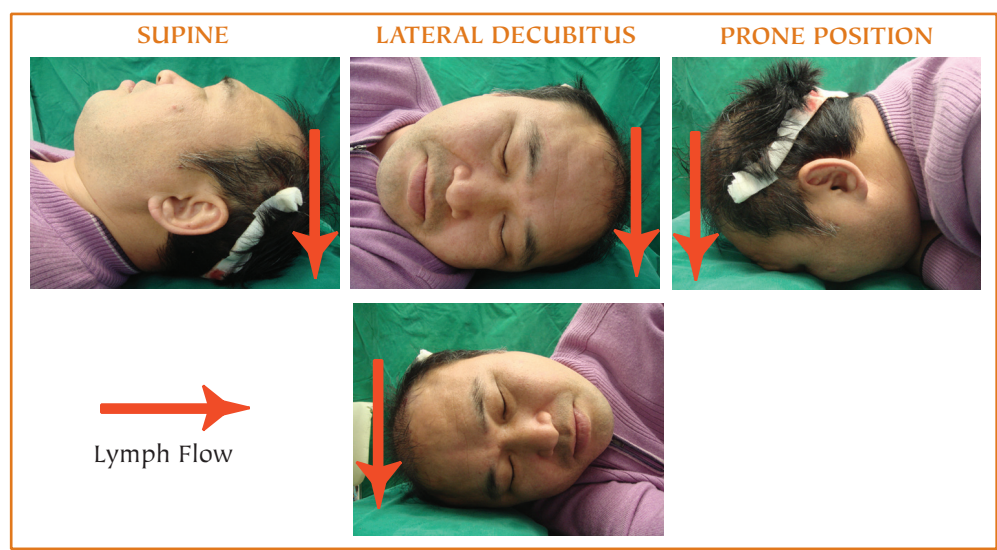 SUPINE
LATERAL DECUBITUS
PRONE POSITION
Lymph Flow